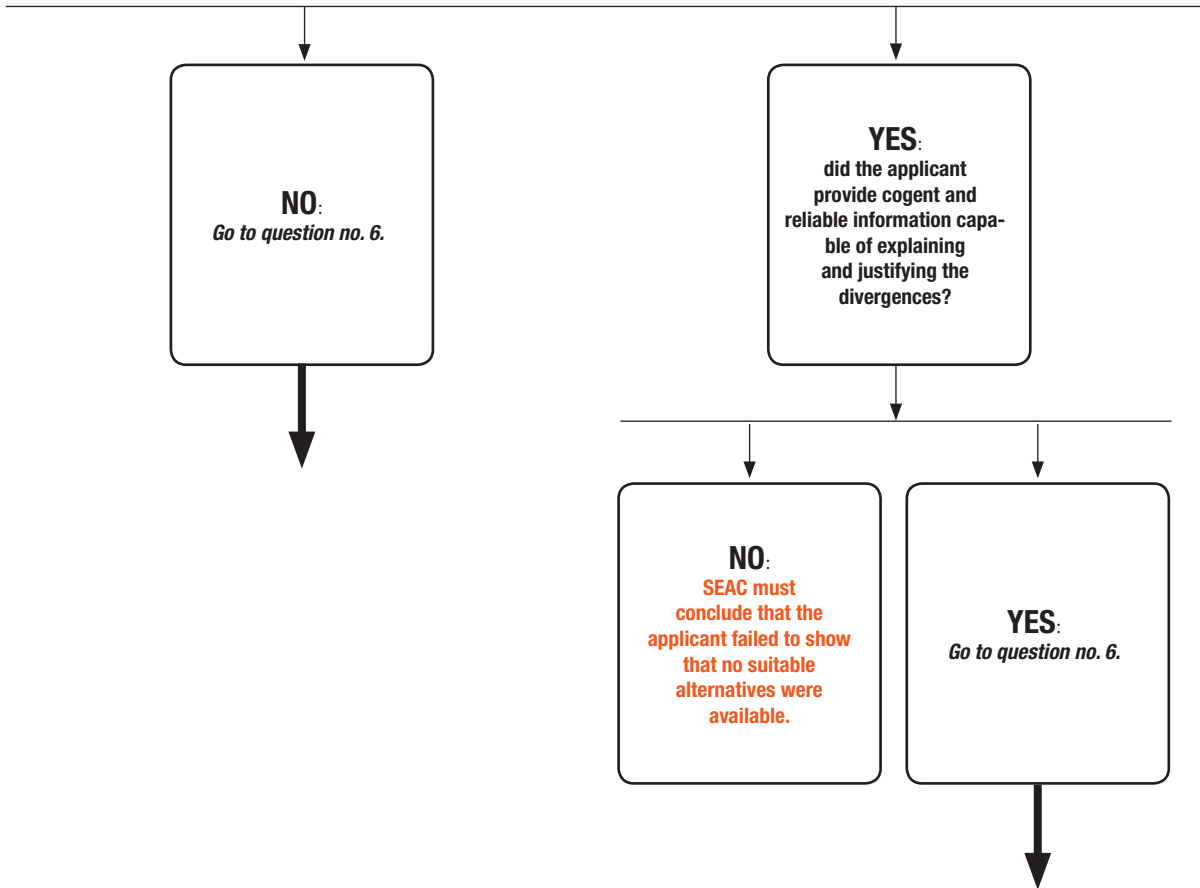 NO:
Go to question no. 6.
YES:
did the applicant
provide cogent and
reliable information capa-
ble of explaining
and justifying the
divergences?
NO:
SEAC must
conclude that the
applicant failed to show
that no suitable
alternatives were
available.
YES:
Go to question no. 6.